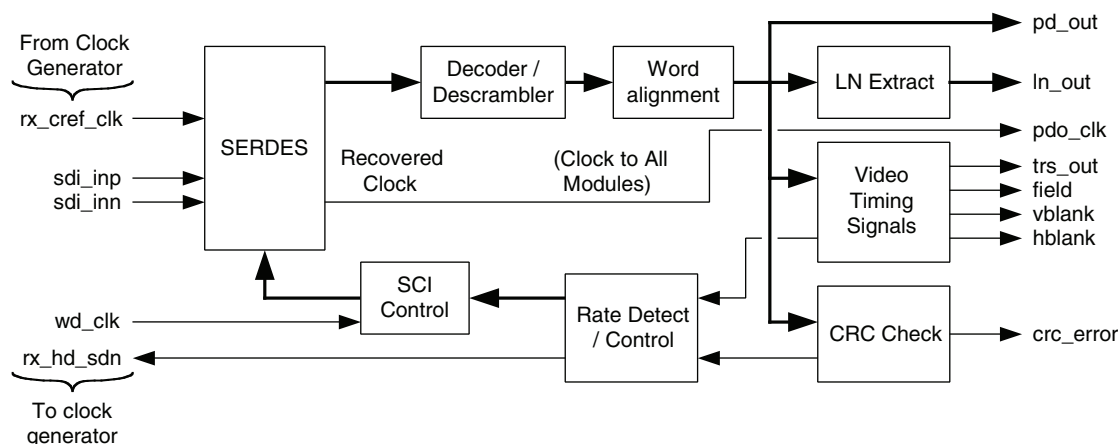 From Clock
Generator
rx_cref_clk
sdi_inp
sdi_inn
wd_clk
rx_hd_sdn
To clock
generator
SERDES
Decoder /
Descrambler
Word
alignment
LN Extract
Recovered
Clock
(Clock to All
Modules)
Video
Timing
Signals
SCI
Control
Rate Detect
/ Control
CRC Check
pd_out
ln_out
pdo_clk
trs_out
field
vblank
hblank
crc_error